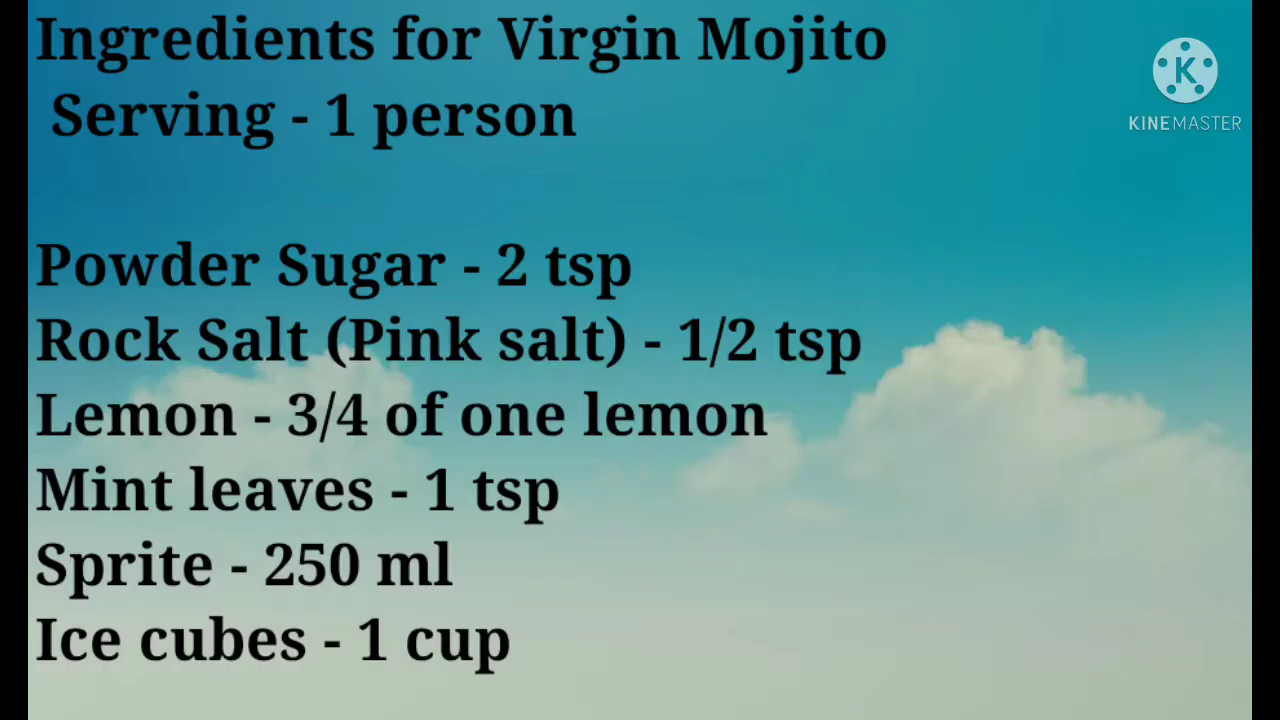 Ingredients for Virgin Mojito
Serving - 1 person
Powder Sugar - 2 tsp
Rock Salt (Pink salt) - 1/2 tsp
Lemon - 3/4 of one lemon
Mint leaves - 1 tsp
Sprite - 250 ml
Ice cubes - 1 cup
K
KINEMASTER